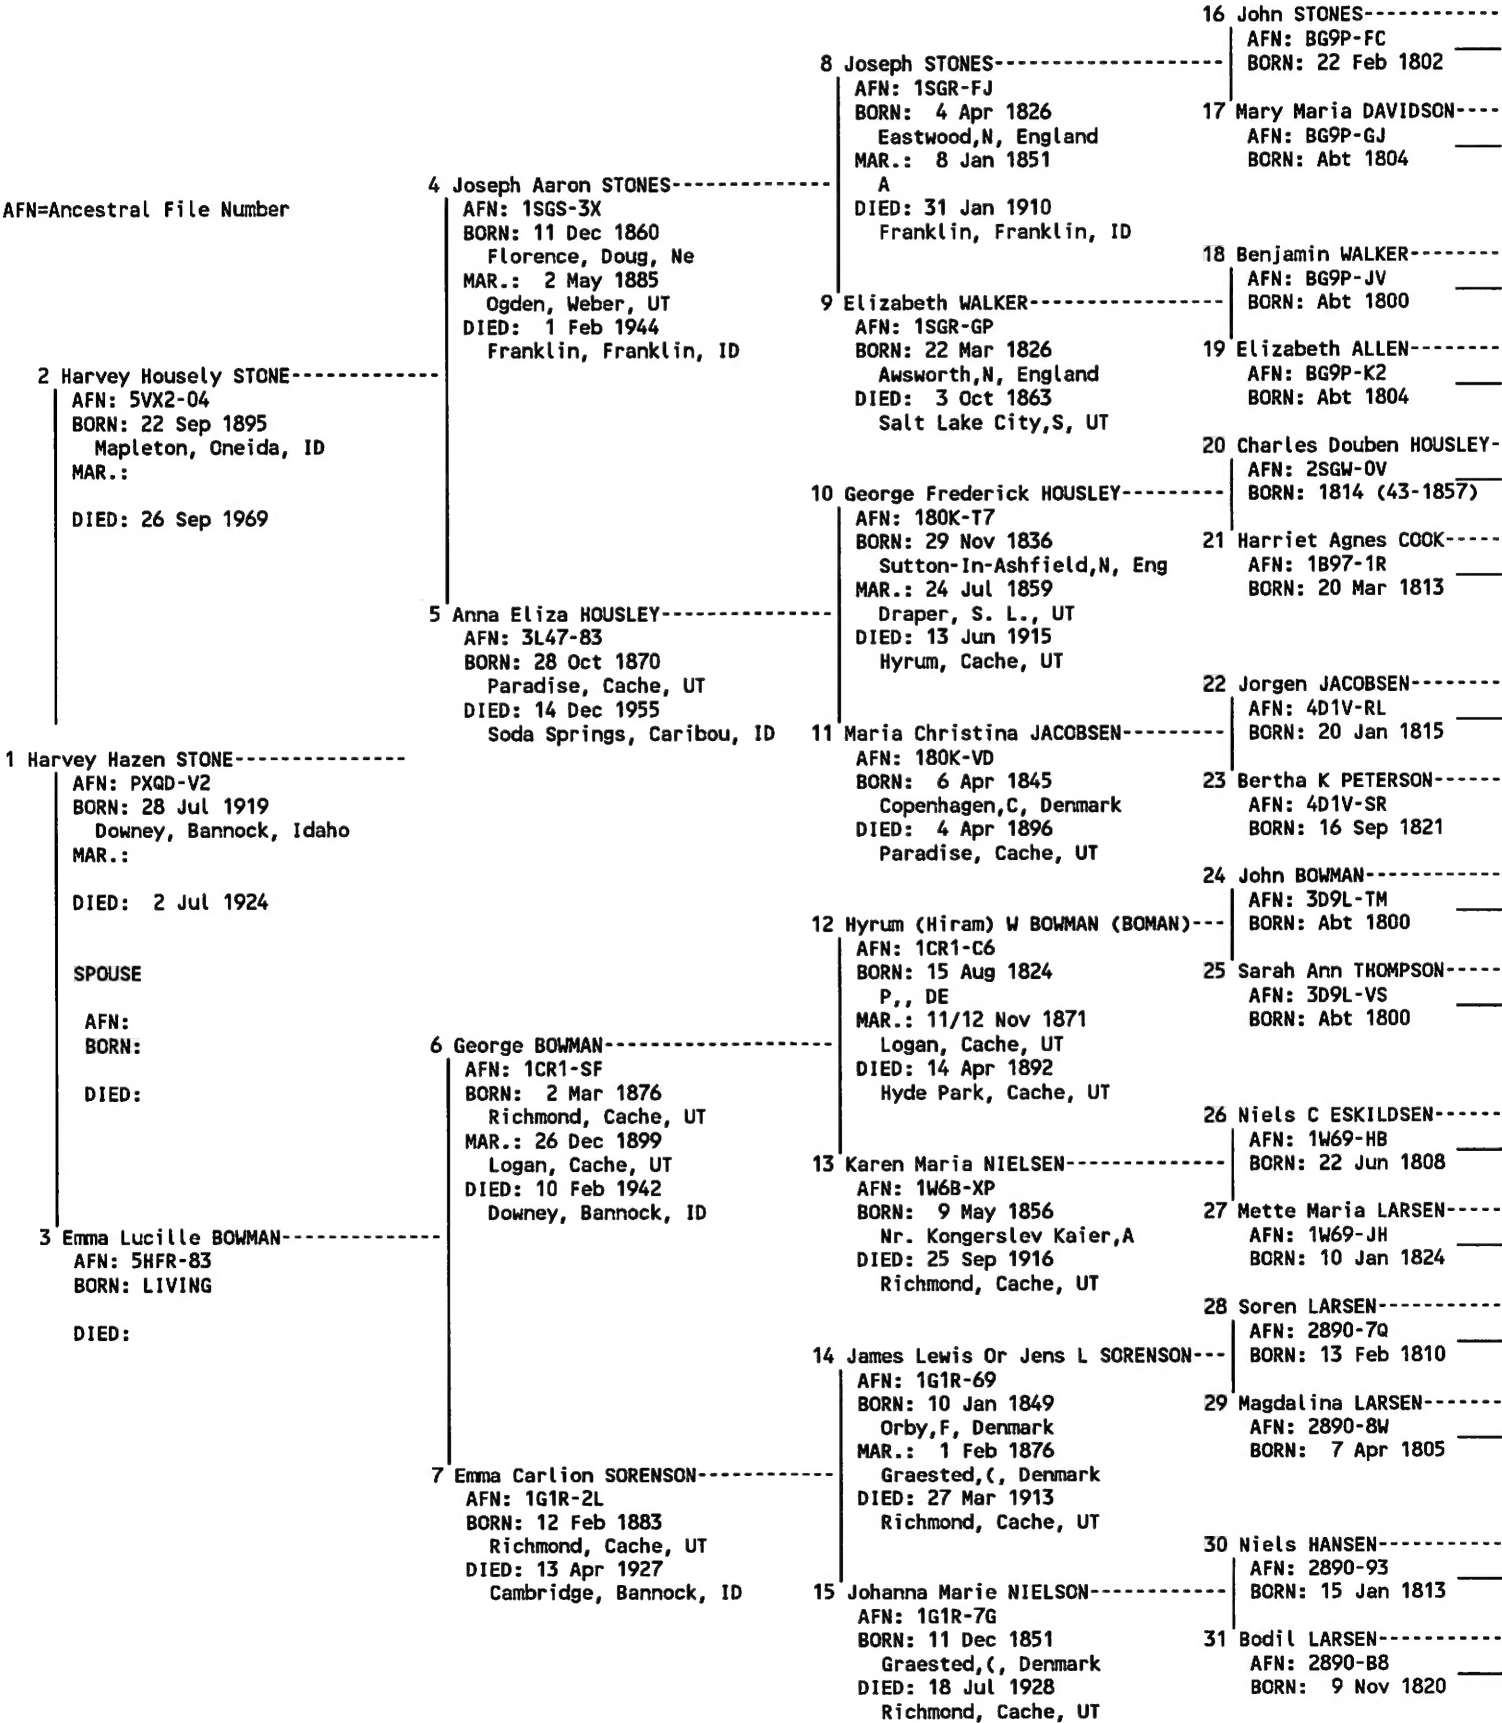 AFN=Ancestral File Number
1 Harvey Hazen STONE---------------
AFN: PXQD-V2
BORN: 28 Jul 1919
Downey, Bannock, Idaho
MAR.:
DIED: 2 Jul 1924
SPOUSE
AFN:
BORN:
DIED:
2 Harvey Housely STONE-------------
AFN: 5VX2-04
BORN: 22 Sep 1895
Mapleton, Oneida, ID
MAR.:
DIED: 26 Sep 1969
3 Emma Lucille BOWMAN--------------
AFN: 5HFR-83
BORN: LIVING
DIED:
4 Joseph Aaron STONES--------------
AFN: 1SGS-3X
BORN: 11 Dec 1860
Florence, Doug, Ne
MAR.: 2 May 1885
Ogden, Weber, UT
DIED: 1 Feb 1944
Franklin, Franklin, ID
5 Anna Eliza HOUSLEY---------------
AFN: 3L47-83
BORN: 28 Oct 1870
Paradise, Cache, UT
DIED: 14 Dec 1955
Soda Springs, Caribou, ID
6 George BOWMAN--------------------
AFN: 1CR1-SF
BORN: 2 Mar 1876
Richmond, Cache, UT
MAR.: 26 Dec 1899
Logan, Cache, UT
DIED: 10 Feb 1942
Downey, Bannock, ID
7 Emma Carlion SORENSON------------
AFN: 1G1R-2L
BORN: 12 Feb 1883
Richmond, Cache, UT
DIED: 13 Apr 1927
Cambridge, Bannock, ID
8 Joseph STONES--------------------
AFN: 1SGR-FJ
BORN: 4 Apr 1826
Eastwood,N, England
MAR.: 8 Jan 1851
A
DIED: 31 Jan 1910
Franklin, Franklin, ID
9 Elizabeth WALKER-----------------
AFN: 1SGR-GP
BORN: 22 Mar 1826
Awsworth,N, England
DIED: 3 Oct 1863
Salt Lake City,S, UT
10 George Frederick HOUSLEY---------
AFN: 180K-T7
BORN: 29 Nov 1836
Sutton-In-Ashfield,N, Eng
MAR.: 24 Jul 1859
Draper, S. L., UT
DIED: 13 Jun 1915
Hyrum, Cache, UT
11 Maria Christina JACOBSEN---------
AFN: 180K-VD
BORN: 6 Apr 1845
Copenhagen,C, Denmark
DIED: 4 Apr 1896
Paradise, Cache, UT
12 Hyrum (Hiram) W BOWMAN (BOMAN)---
AFN: 1CR1-C6
BORN: 15 Aug 1824
P,, DE
MAR.: 11/12 Nov 1871
Logan, Cache, UT
DIED: 14 Apr 1892
Hyde Park, Cache, UT
13 Karen Maria NIELSEN--------------
AFN: 1W6B-XP
BORN: 9 May 1856
Nr. Kongerslev Kaier,A
DIED: 25 Sep 1916
Richmond, Cache, UT
14 James Lewis Or Jens L SORENSON---
AFN: 1G1R-69
BORN: 10 Jan 1849
Orby,F, Denmark
MAR.: 1 Feb 1876
Graested,(, Denmark
DIED: 27 Mar 1913
Richmond, Cache, UT
15 Johanna Marie NIELSON------------
AFN: 1G1R-7G
BORN: 11 Dec 1851
Graested,(, Denmark
DIED: 18 Jul 1928
Richmond, Cache, UT
16 John STONES------------
AFN: BG9P-FC
BORN: 22 Feb 1802
17 Mary Maria DAVIDSON----
AFN: BG9P-GJ
BORN: Abt 1804
18 Benjamin WALKER--------
AFN: BG9P-JV
BORN: Abt 1800
19 Elizabeth ALLEN--------
AFN: BG9P-K2
BORN: Abt 1804
20 Charles Douben HOUSLEY-
AFN: 2SGW-0V
BORN: 1814 (43-1857)
21 Harriet Agnes COOK-----
AFN: 1B97-1R
BORN: 20 Mar 1813
22 Jorgen JACOBSEN--------
AFN: 4D1V-RL
BORN: 20 Jan 1815
23 Bertha K PETERSON------
AFN: 4D1V-SR
BORN: 16 Sep 1821
24 John BOWMAN------------
AFN: 3D9L-TM
BORN: Abt 1800
25 Sarah Ann THOMPSON-----
AFN: 3D9L-VS
BORN: Abt 1800
26 Niels C ESKILDSEN------
AFN: 1W69-HB
BORN: 22 Jun 1808
27 Mette Maria LARSEN-----
AFN: 1W69-JH
BORN: 10 Jan 1824
28 Soren LARSEN-----------
AFN: 2890-7Q
BORN: 13 Feb 1810
29 Magdalina LARSEN-------
AFN: 2890-8W
BORN: 7 Apr 1805
30 Niels HANSEN-----------
AFN: 2890-93
BORN: 15 Jan 1813
31 Bodil LARSEN-----------
AFN: 2890-B8
BORN: 9 Nov 1820